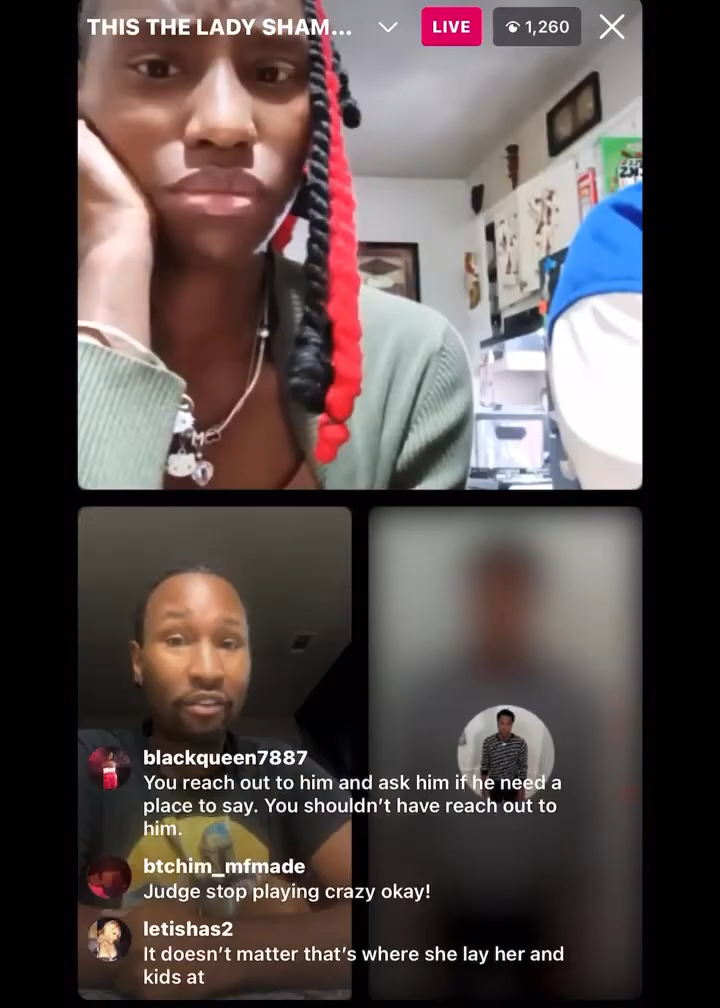 THIS THE LADY SHAM...
LIVE
1,260
blackqueen7887
You reach out to him and ask him if he need a
place to say. You shouldn't have reach out to
him.
btchim_mfmade
Judge stop playing crazy okay!
letishas2
It doesn't matter that's where she lay her and
kids at